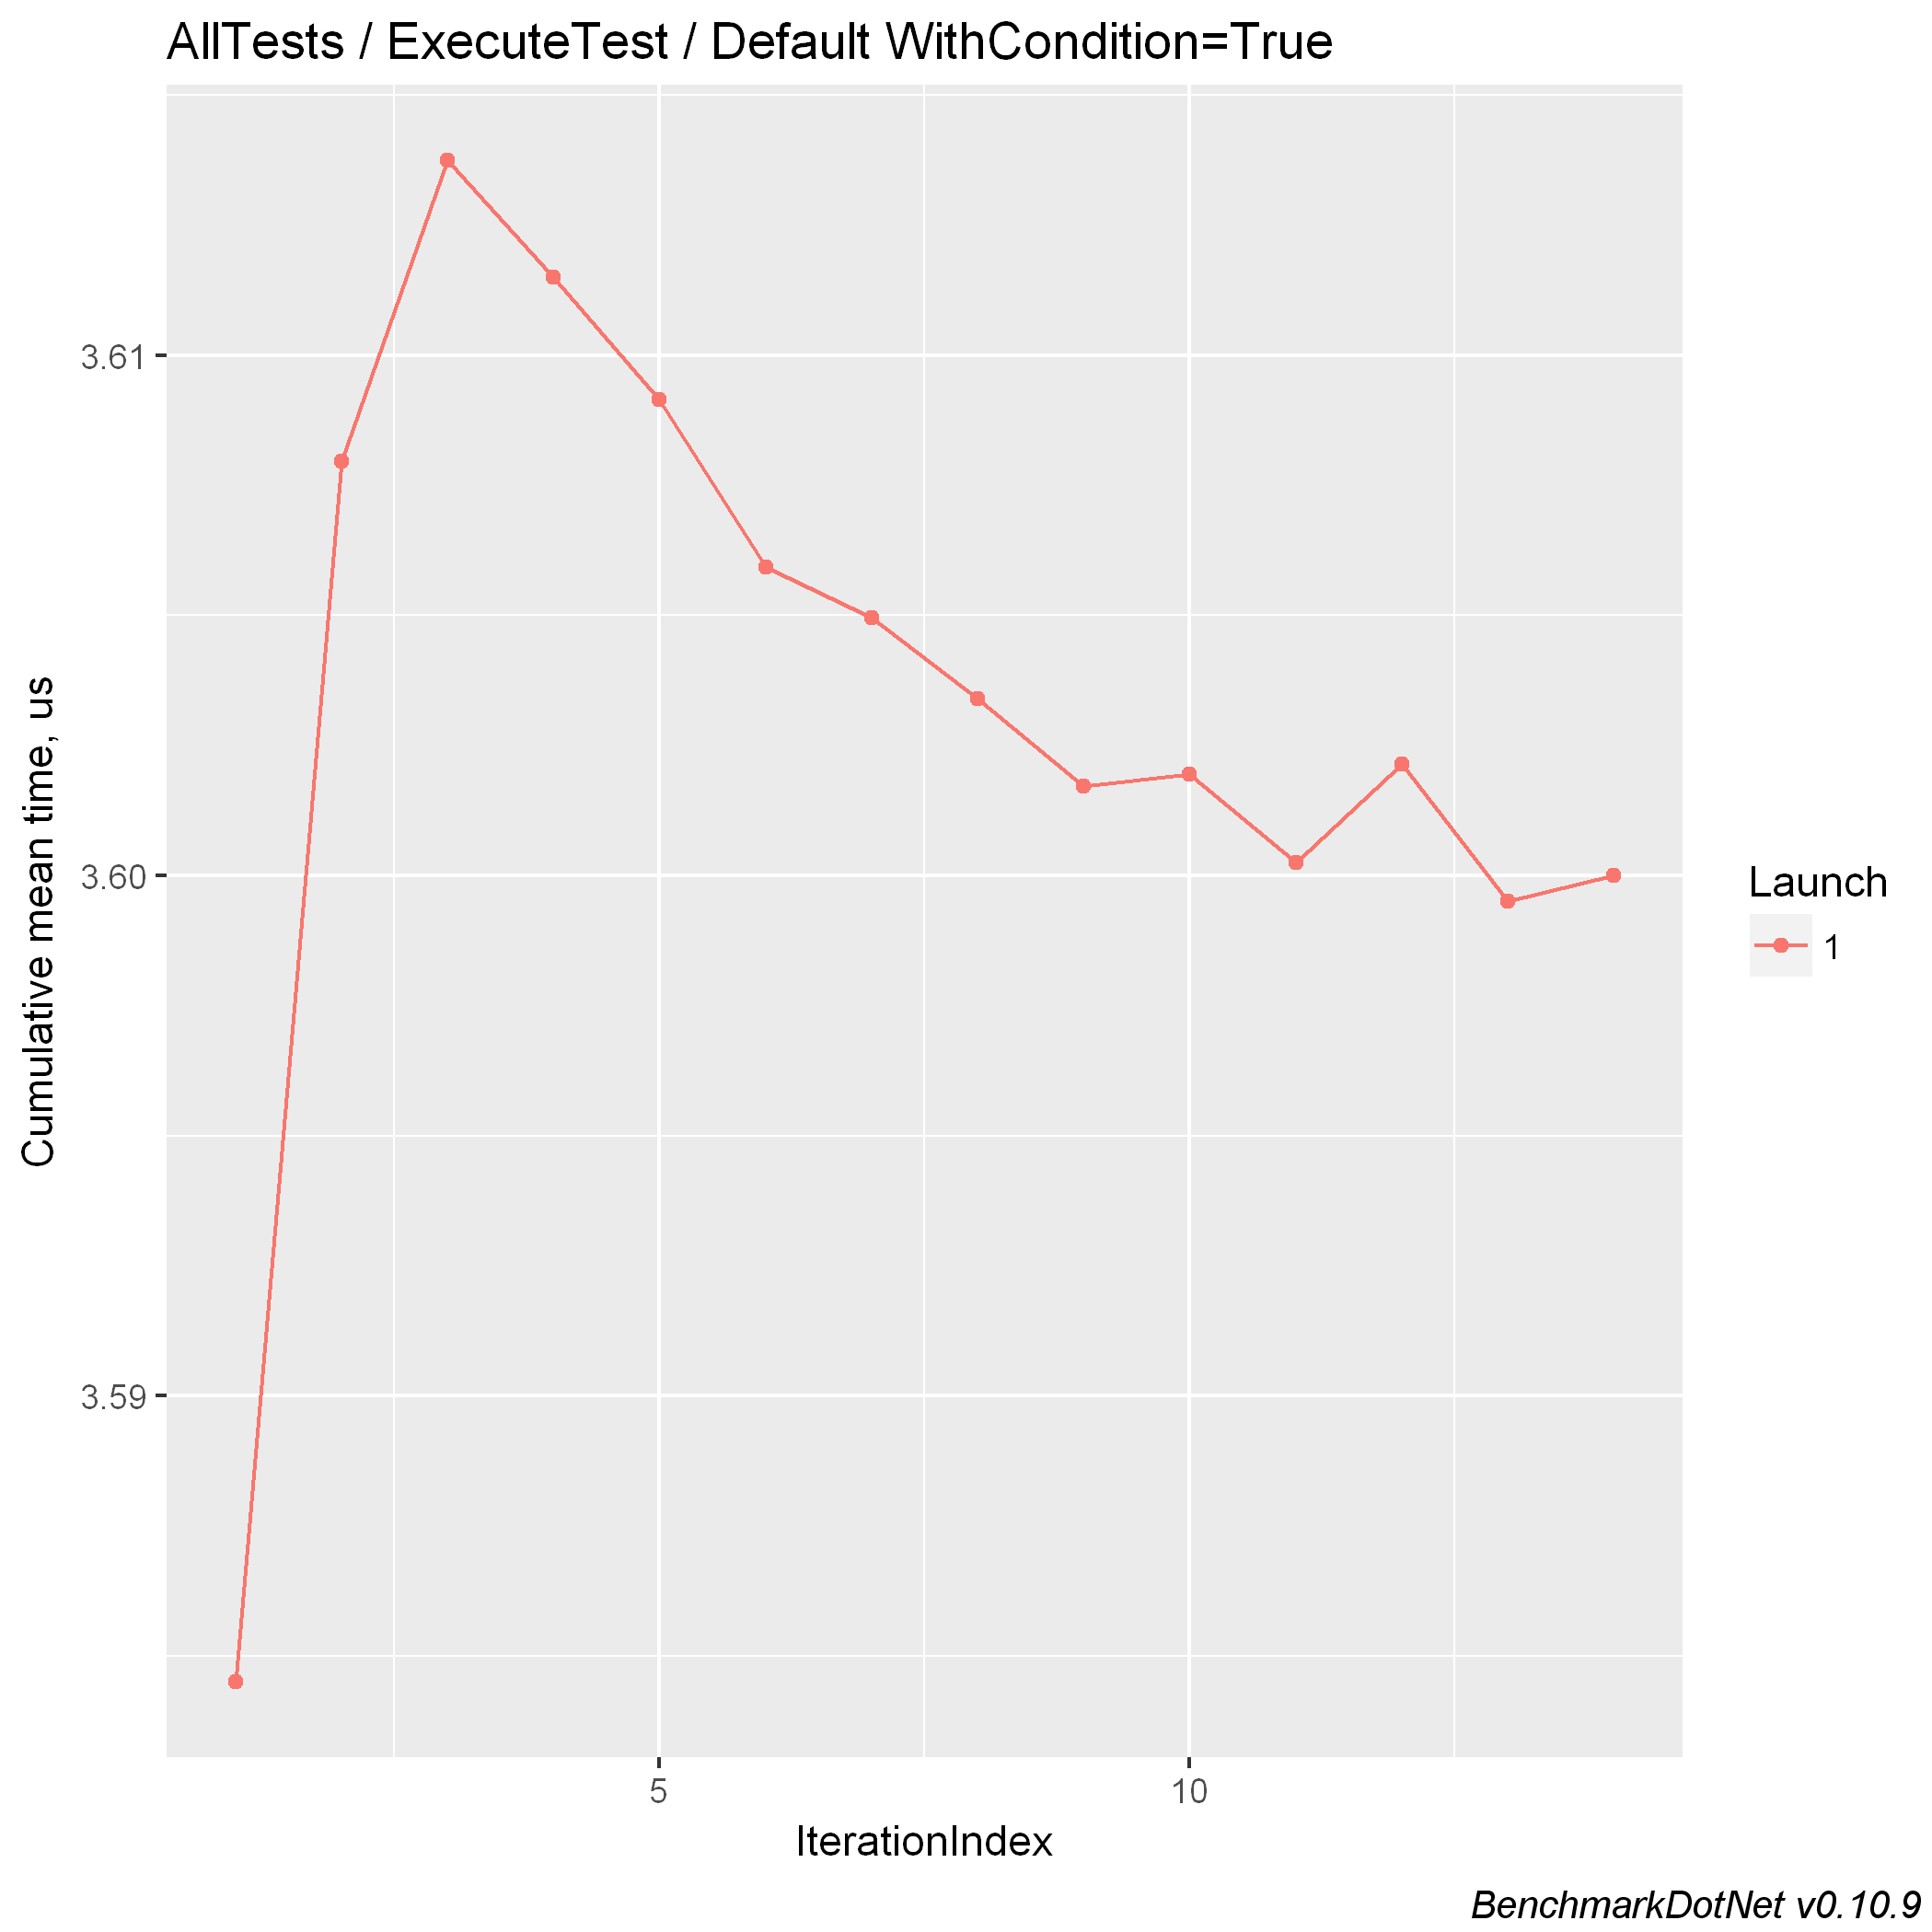 AllTests / ExecuteTest / Default WithCondition=True
Cumulative mean time, us
3.61
3.60
3.59
5
10
IterationIndex
Launch
1
BenchmarkDotNet v0.10.9